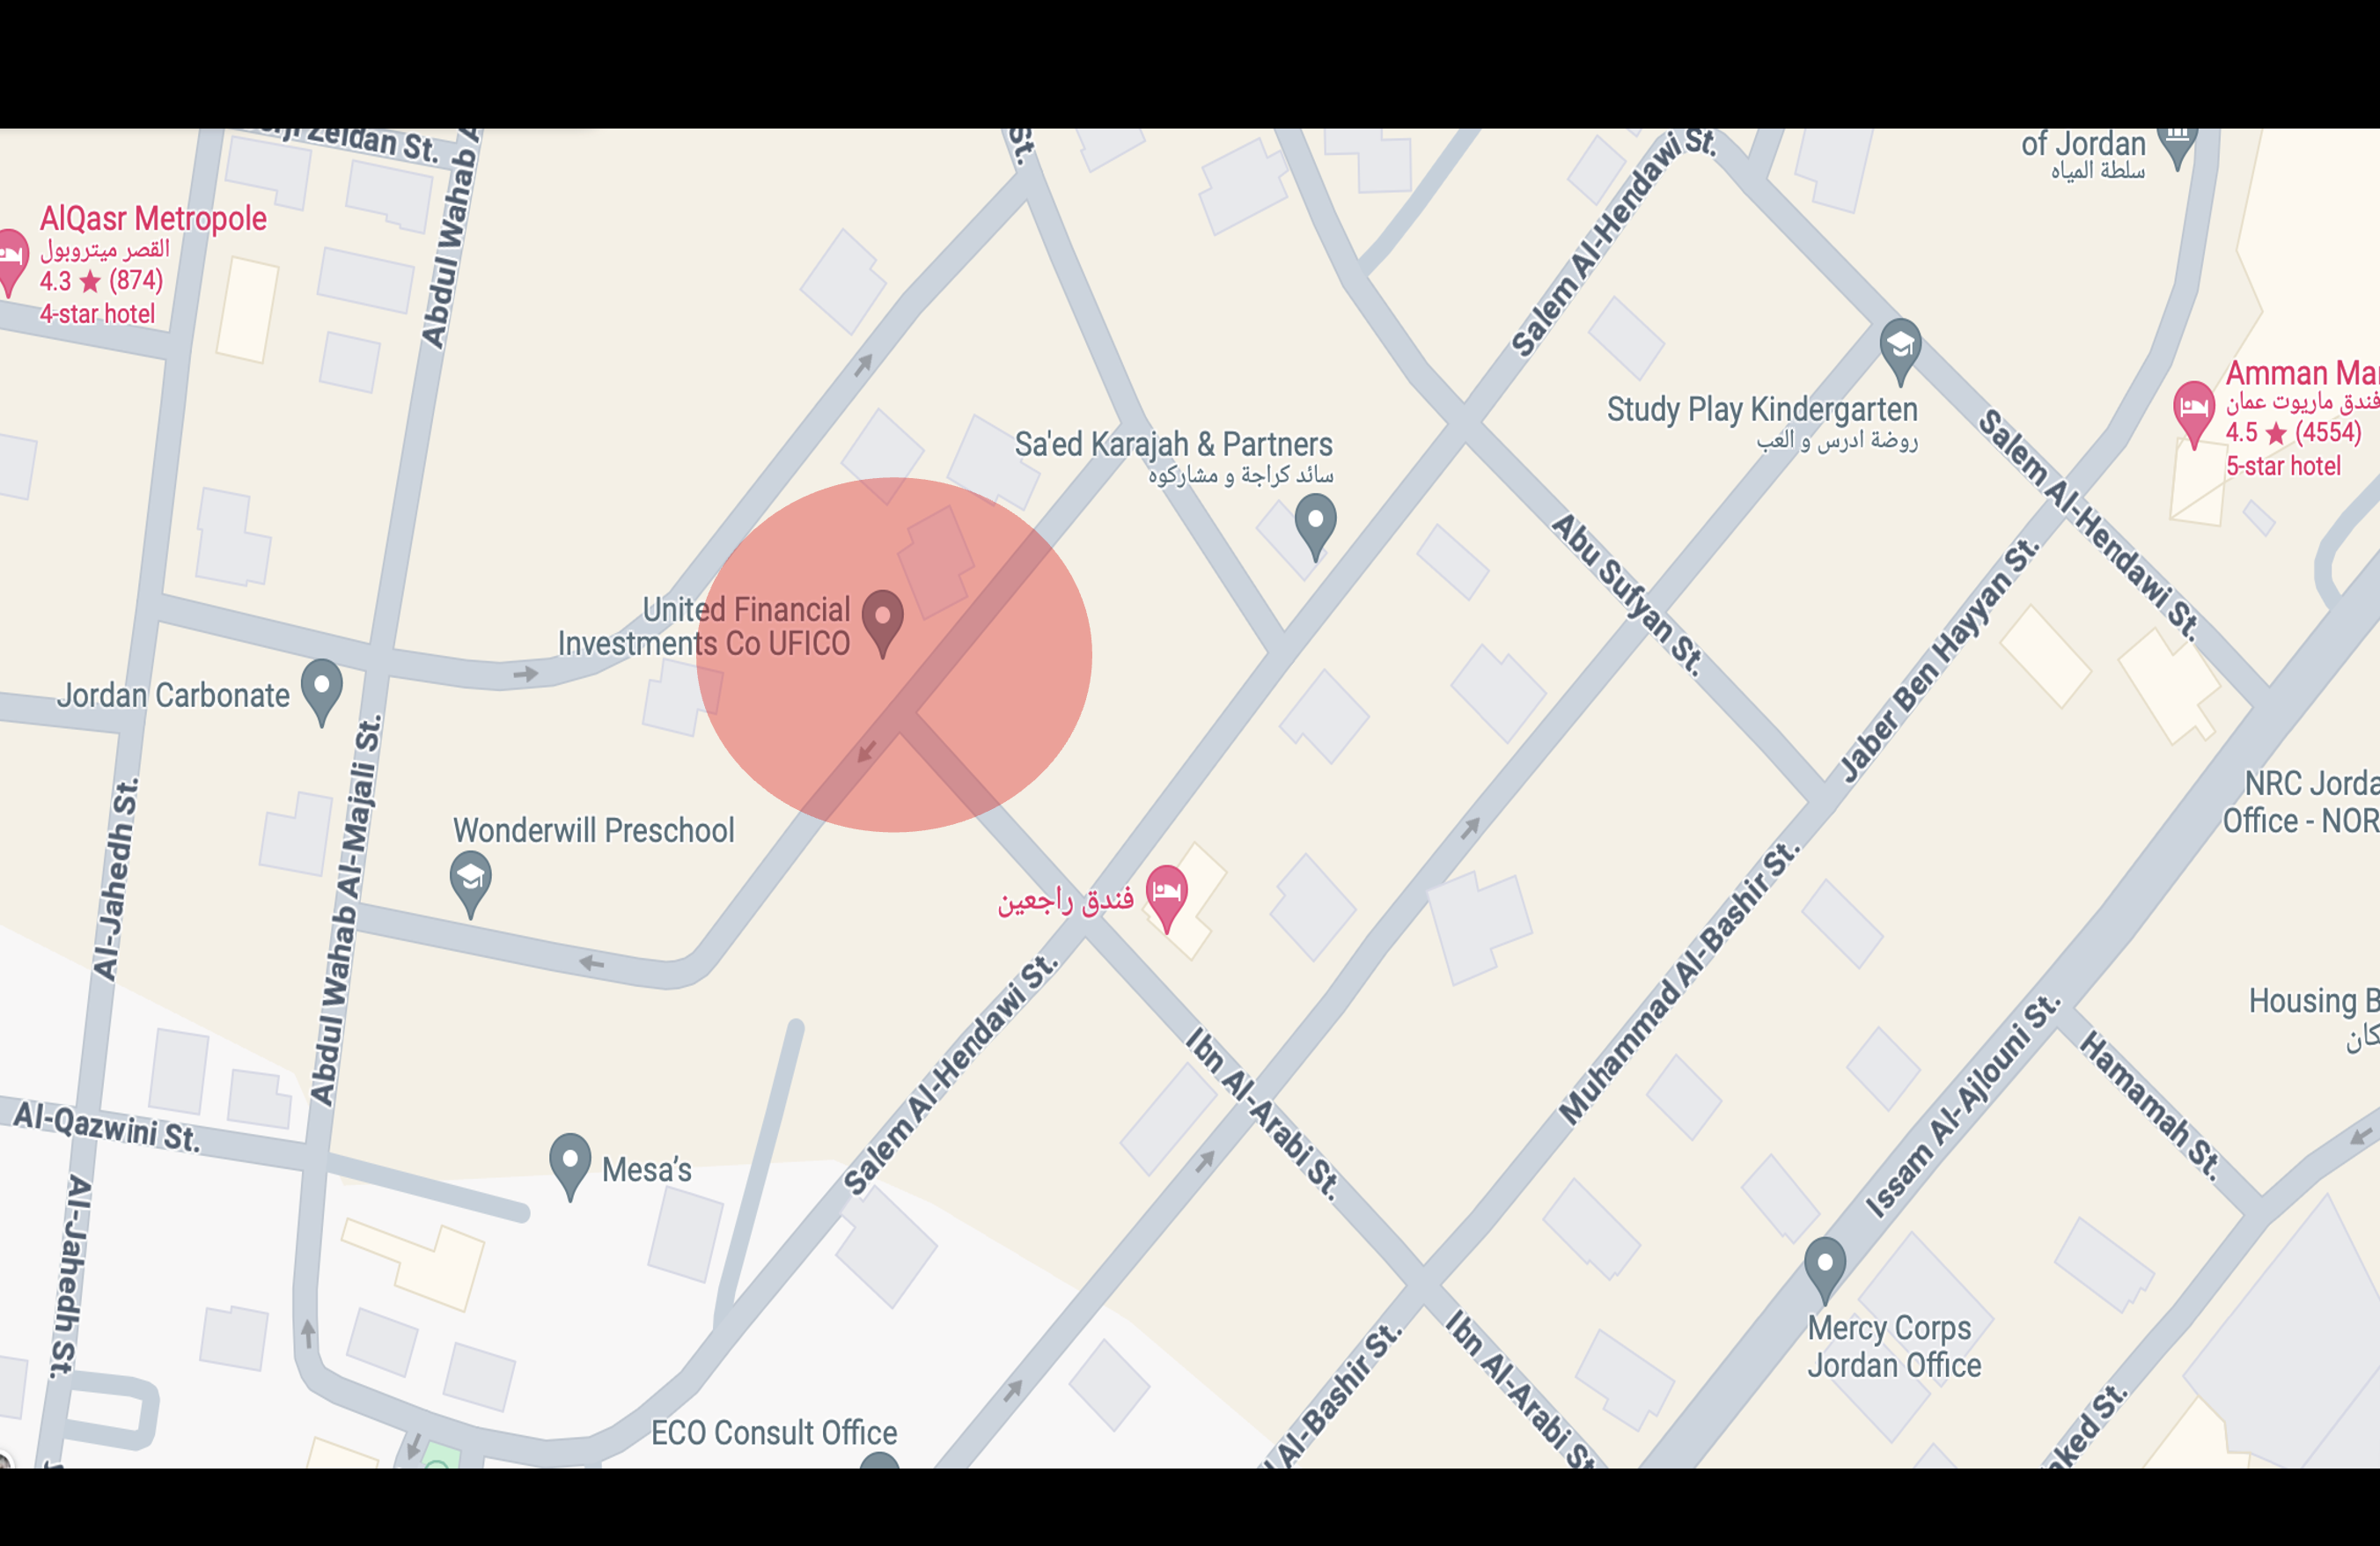 Zeidan St.
Abdul Wahab A
St.
Salem Al-Hendawi St.
of Jordan
سلطة المياه
AlQasr Metropole
القصر ميتروبول
4.3 ★ (874)
4-star hotel
Amman Mar
فندق ماريوت عمان
4.5 ★ (4554)
5-star hotel
Study Play Kindergarten
روضة ادرس و العب
Sa'ed Karajah & Partners
سائد كراجة و مشاركوه
Salem Al-Hendawi St.
Abu Sufyan St.
Jaber Ben Hayyan St.
United Financial
Investments Co UFICO
Jordan Carbonate
Abdul Wahab Al-Majali St.
Al-Jahedh St.
Wonderwill Preschool
فندق راجعين
NRC Jorda
Office - NOR
Muhammad Al-Bashir St.
Salem Al-Hendawi St.
Housing B
Issam Al-Ajlouni St.
Hamamah St.
Ibn Al-Arabi St.
Al-Qazwini St.
Mesa's
Al-Jahedh St.
Mercy Corps
Jordan Office
Al-Bashir St.
Ibn Al-Arabi St.
aked St.
ECO Consult Office